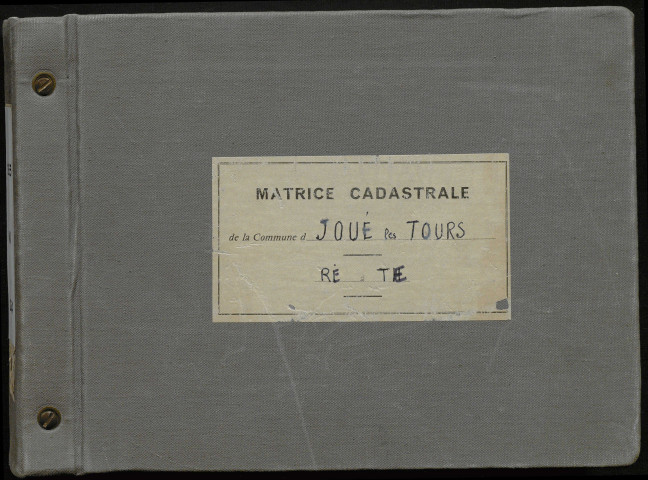 MATRICE CADASTRALE
de la Commune d JOUÉ les TOURS
RÉ TE